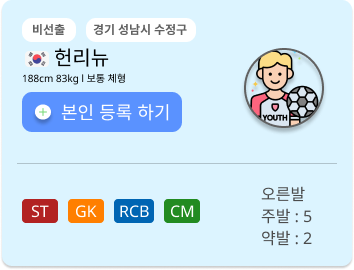 비선출 경기 성남시 수정구
헌리뉴
188cm 83kg l 보통 체형
본인 등록 하기
YOUTH
오른발
ST GK RCB CM 주발 : 5
약발 : 2